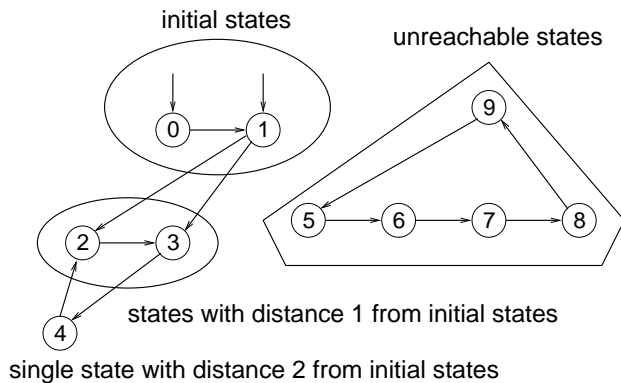 initial states
unreachable states
0
1
9
5
6
7
8
2
3
states with distance 1 from initial states
4
single state with distance 2 from initial states